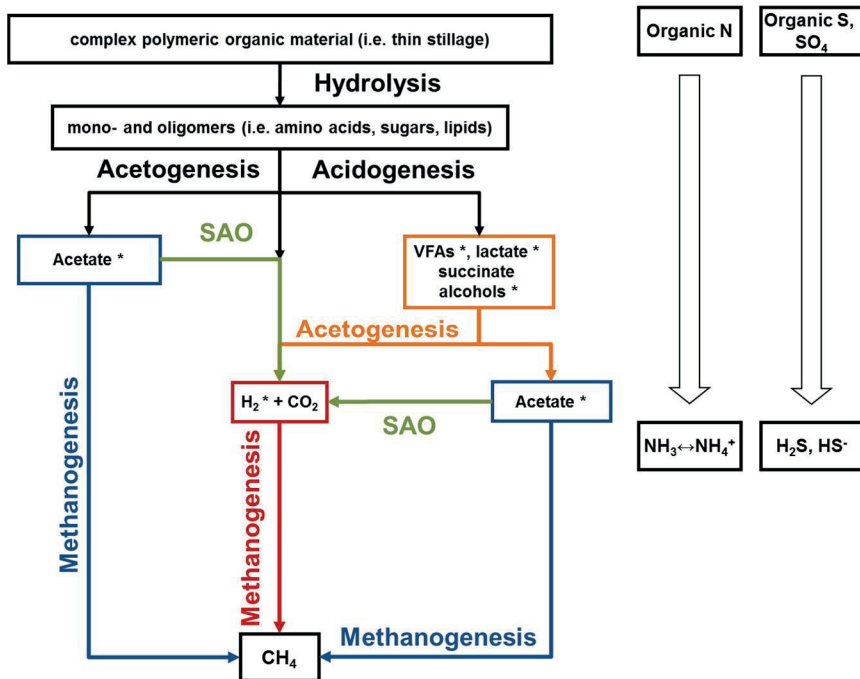 complex polymeric organic material (i.e. thin stillage)
Organic N
Organic S,
SO₄
Hydrolysis
mono- and oligomers (i.e. amino acids, sugars, lipids)
Acetogenesis
Acidogenesis
SAO
Acetate *
VFAs *, lactate *
succinate
alcohols *
Acetogenesis
H₂ * + CO₂
Acetate *
SAO
NH₃↔NH₄⁺
H₂S, HS⁻
Methanogenesis
Methanogenesis
Methanogenesis
CH₄